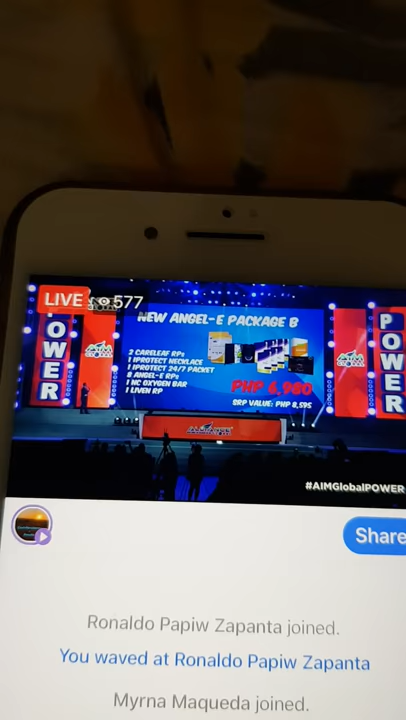 LIVE 577
NEW ANGEL-E PACKAGE B
2 CARELEAF RPs
1 IPROTECT NECKLACE
1 IPROTECT 24/7 PACKET
8 ANGEL-E RPs
1 NC OXYGEN BAR
1 LIVEN RP
PHP 6,980
SRP VALUE: PHP 8,595
OWER
POWER
#AIMGlobalPOWER
Share
Ronaldo Papiw Zapanta joined.
You waved at Ronaldo Papiw Zapanta
Myrna Maqueda joined.